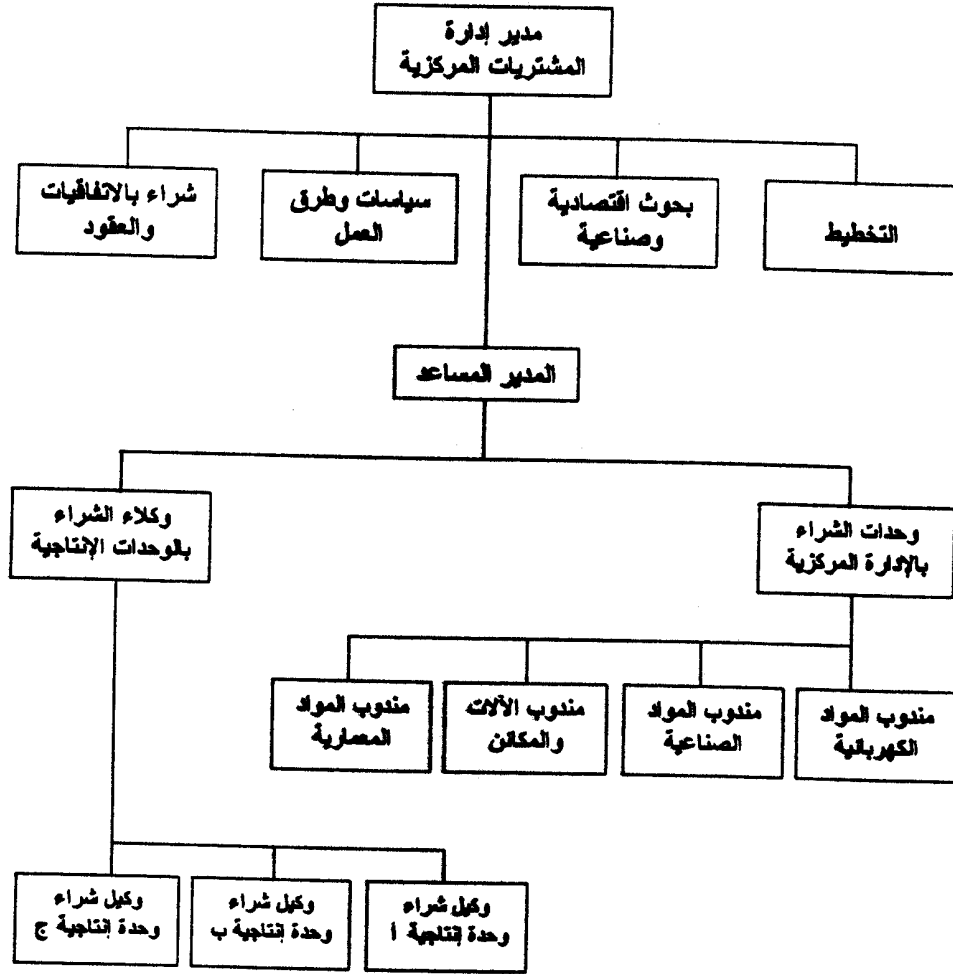 مدير إدارة
المشتريات المركزية
التخطيط
بحوث اقتصادية
وصناعية
سياسات وطرق
العمل
شراء بالاتفاقيات
والعقود
المدير المساعد
وحدات الشراء
بالإدارة المركزية
وكلاء الشراء
بالوحدات الإنتاجية
مندوب المواد
الكهربائية
مندوب المواد
الصناعية
مندوب الآلات
والمكائن
مندوب المواد
المعمارية
وكيل شراء
وحدة إنتاجية أ
وكيل شراء
وحدة إنتاجية ب
وكيل شراء
وحدة إنتاجية ج